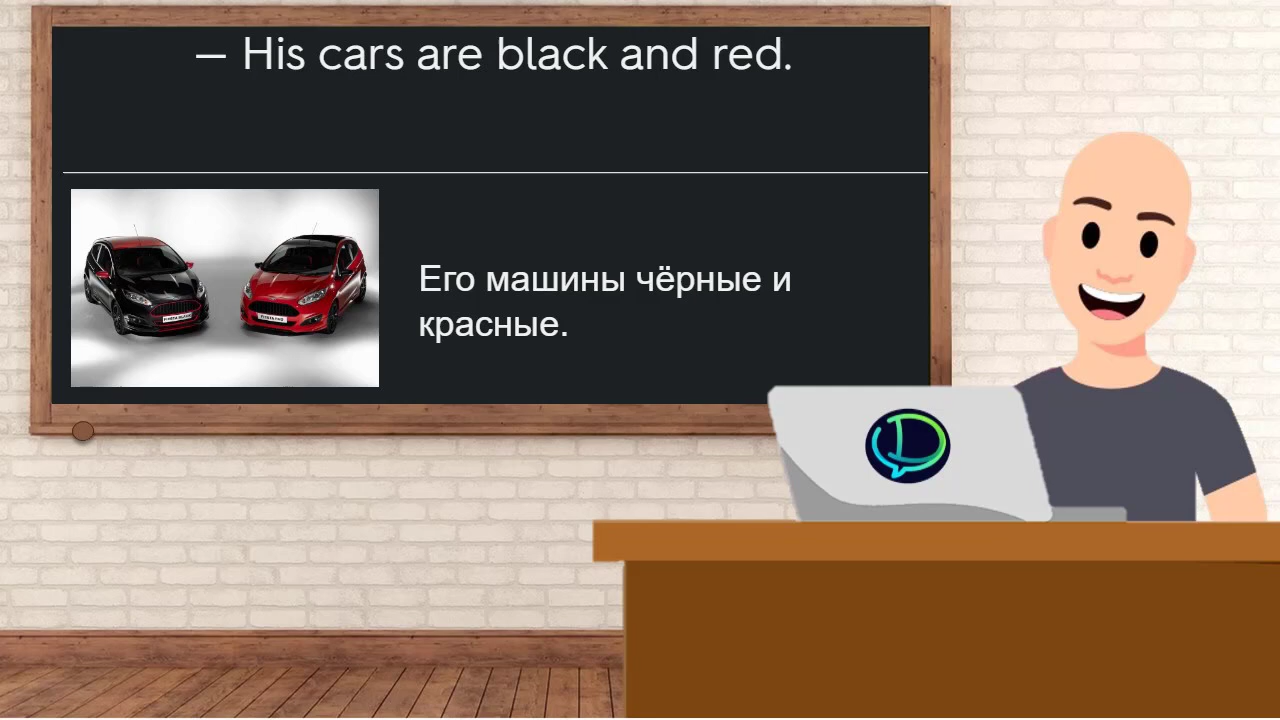 — His cars are black and red.
Его машины чёрные и
красные.